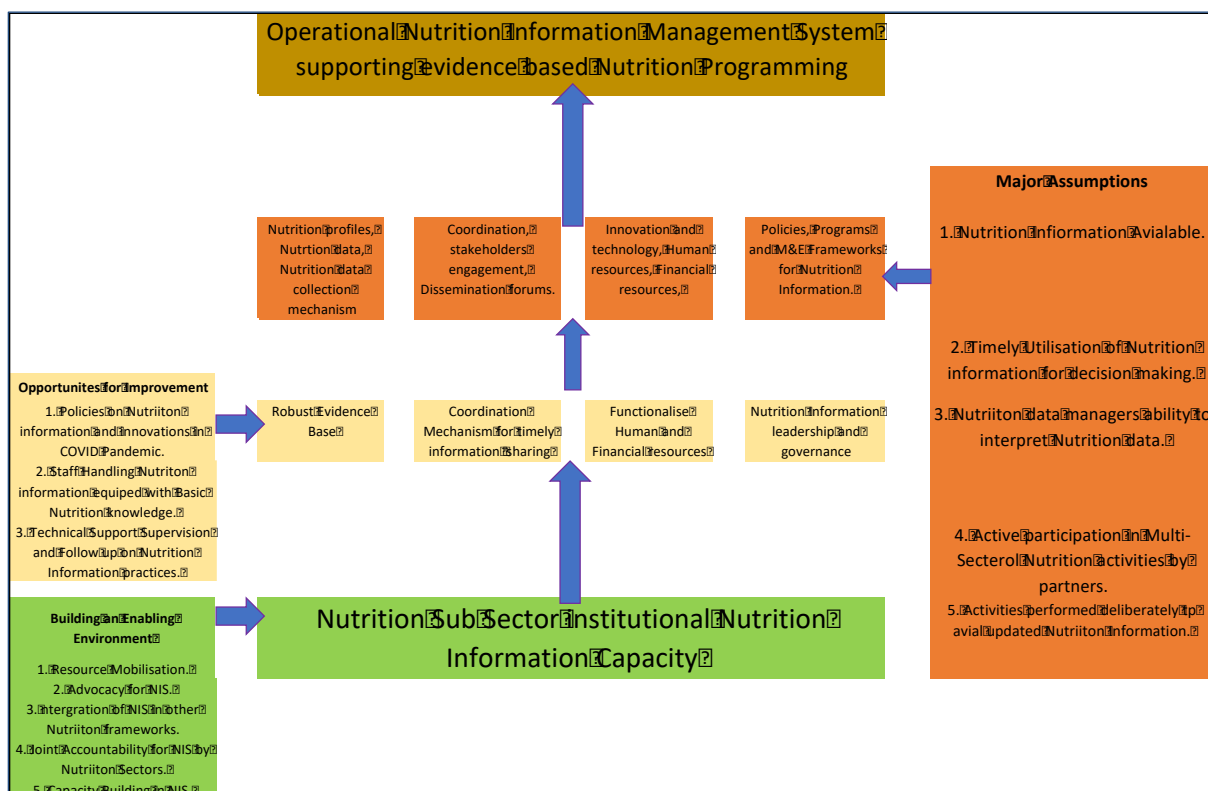 Operational Nutrition Information Management System
supporting evidence based Nutrition Programming
Major Assumptions
1. Nutrition Infiormation Avialable.
2. Timely Utilisation of Nutrition
information for decision making.
3. Nutriiton data managers ability to
interpret Nutrition data.
4. Active participation in Multi-
Secterol Nutrition activities by
partners.
5. Activities performed deliberately tp
avial updated Nutriiton Information.
Nutrition profiles,
Nutrtion data,
Nutrition data
collection
mechanism
Coordination,
stakeholders
engagement,
Dissemination forums.
Innovation and
technology, Human
resources, Financial
resources,
Policies, Programs
and M&E Frameworks
for Nutrition
Information.
Opportunites for Improvement
1. Policies on Nutriiton
information and Innovations in
COVID Pandemic.
2. Staff Handling Nutriton
information equiped with Basic
Nutrition knowledge.
3. Technical Support Supervision
and Follow up on Nutrition
Information practices.
Robust Evidence
Base
Coordination
Mechanism for timely
information sharing
Functionalise
Human and
Financial resources
Nutrition Information
leadership and
governance
Building an Enabling
Environment
1. Resource Mobilisation.
2. Advocacy for NIS.
3. Intergration of NIS in other
Nutriiton frameworks.
4. Joint Accountability for NIS by
Nutriiton Sectors.
5. Capacity Building in NIS.
Nutrition Sub Sector Institutional Nutrition
Information Capacity